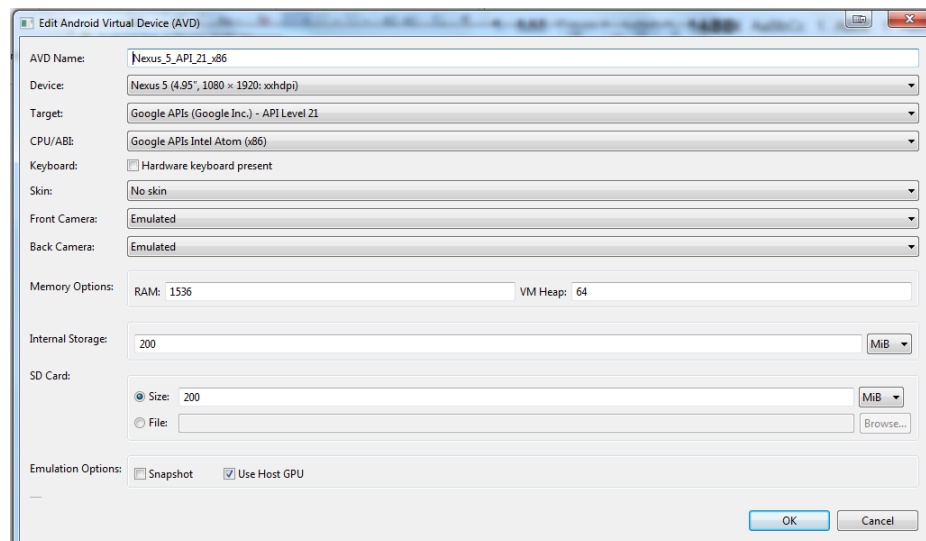 Edit Android Virtual Device (AVD)
AVD Name: Nexus_5_API_21_x86
Device: Nexus 5 (4.95", 1080 × 1920: xxhdpi)
Target: Google APIs (Google Inc.) - API Level 21
CPU/ABI: Google APIs Intel Atom (x86)
Keyboard: Hardware keyboard present
Skin: No skin
Front Camera: Emulated
Back Camera: Emulated
Memory Options: RAM: 1536 VM Heap: 64
Internal Storage: 200 MiB
SD Card:
Size: 200 MiB
File: Browse...
Emulation Options: Snapshot Use Host GPU
OK Cancel